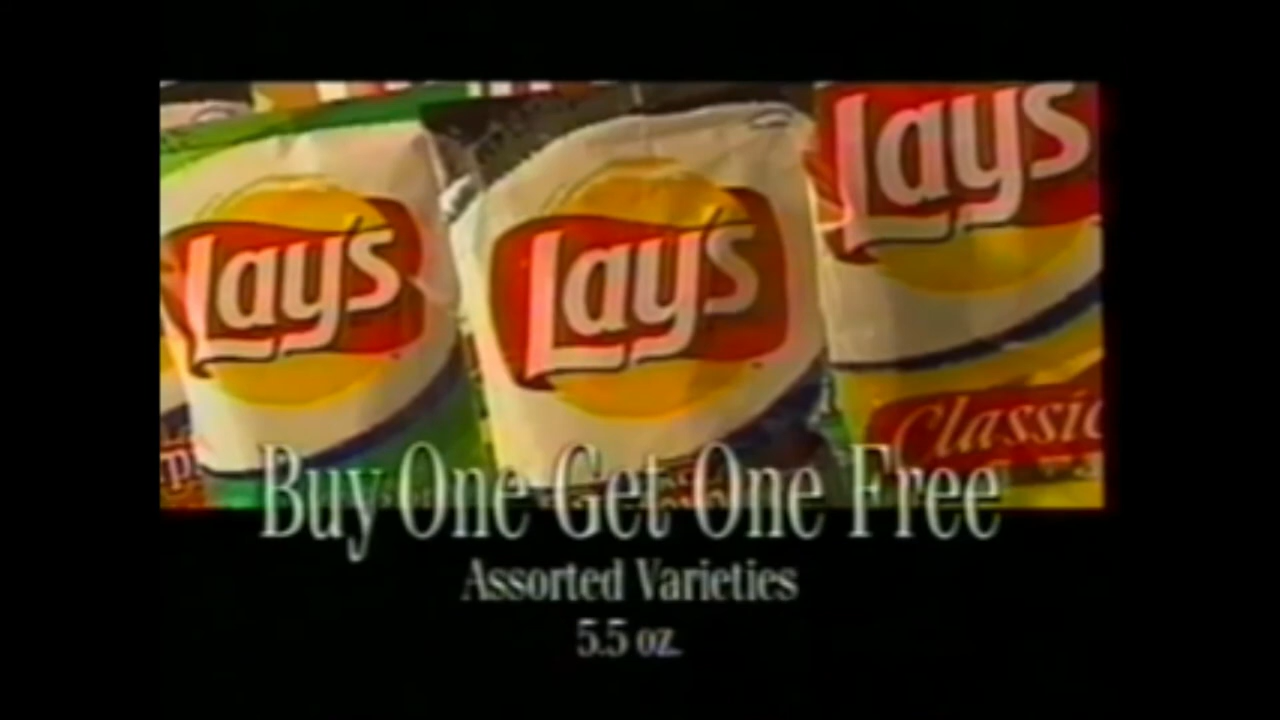 Lay's
Lay's
Lay's
Classic
Buy One Get One Free
Assorted Varieties
5.5 oz.